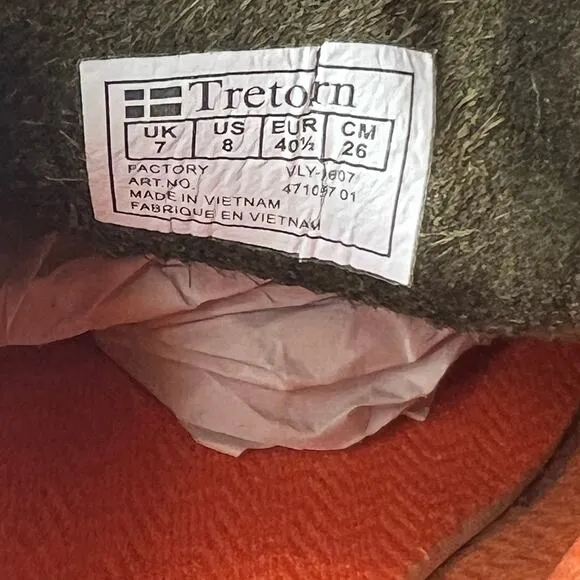 Tretorn
UK US EUR CM
7 8 40½ 26
FACTORY
ART.NO.
MADE IN VIETNAM
FABRIQUE EN VIETNAM